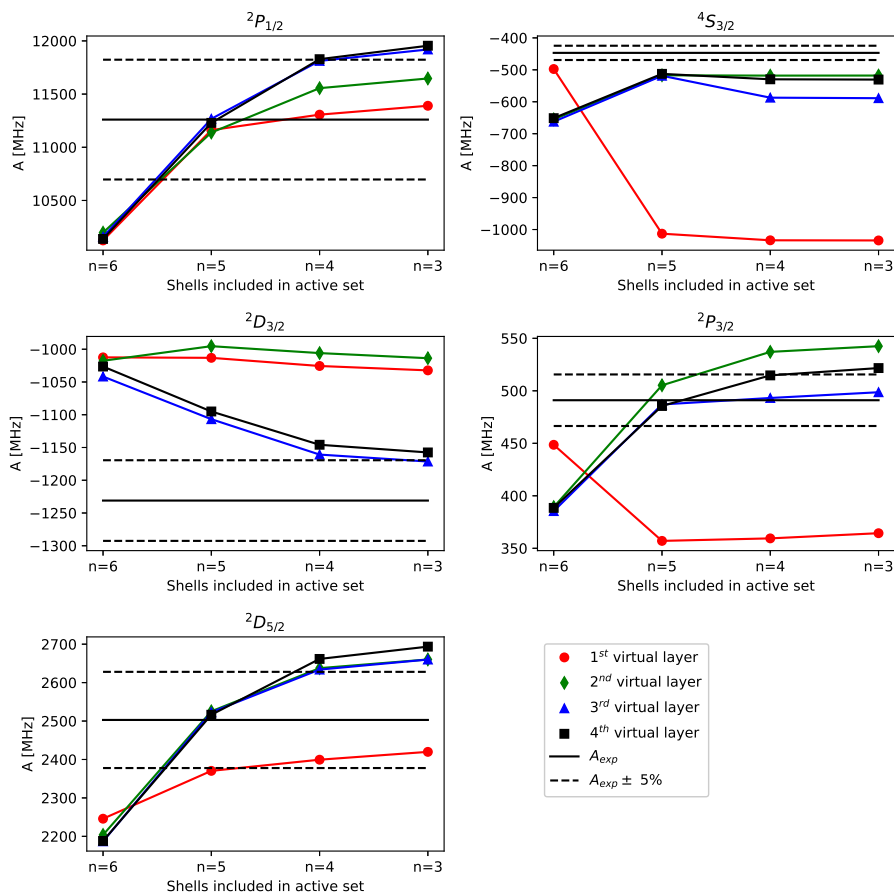 ²P₁/₂
12000
11500
11000
10500
A [MHz]
n=6 n=5 n=4 n=3
Shells included in active set
⁴S₃/₂
−400
−500
−600
−700
−800
−900
−1000
A [MHz]
n=6 n=5 n=4 n=3
Shells included in active set
²D₃/₂
−1000
−1050
−1100
−1150
−1200
−1250
−1300
A [MHz]
n=6 n=5 n=4 n=3
Shells included in active set
²P₃/₂
550
500
450
400
350
A [MHz]
n=6 n=5 n=4 n=3
Shells included in active set
²D₅/₂
2700
2600
2500
2400
2300
2200
A [MHz]
n=6 n=5 n=4 n=3
Shells included in active set
1ˢᵗ virtual layer
2ⁿᵈ virtual layer
3ʳᵈ virtual layer
4ᵗʰ virtual layer
A_exp
A_exp ± 5%